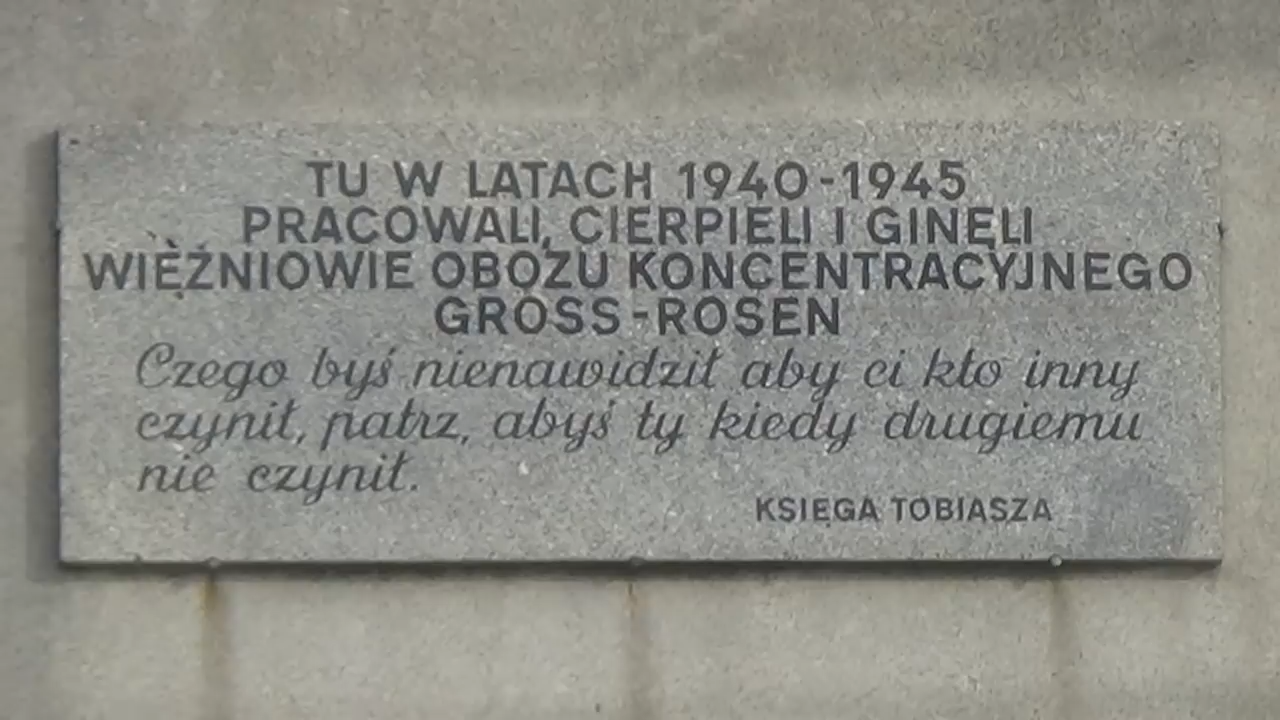 TU W LATACH 1940-1945
PRACOWALI, CIERPIELI I GINĘLI
WIĘŹNIOWIE OBOZU KONCENTRACYJNEGO
GROSS-ROSEN
Czego byś nienawidził aby ci kto inny
czynił, patrz, abyś ty kiedy drugiemu
nie czynił.
KSIĘGA TOBIASZA